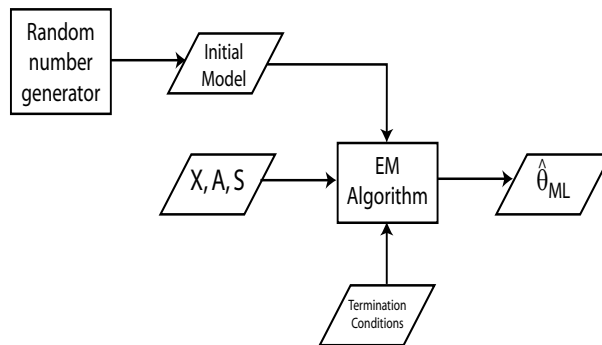 Random
number
generator
Initial
Model
X, A, S
EM
Algorithm
θ̂ML
Termination
Conditions